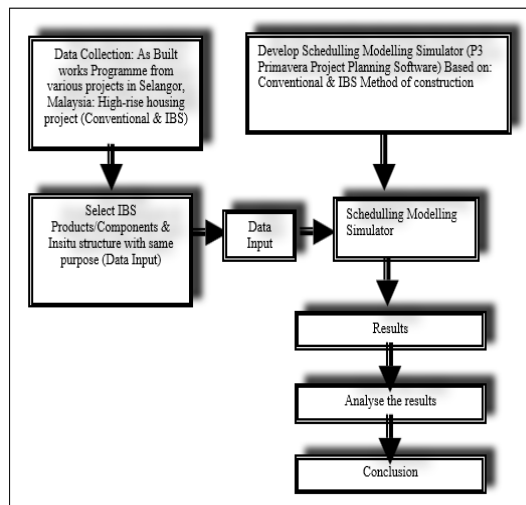 Data Collection: As Built
works Programme from
various projects in Selangor,
Malaysia: High-rise housing
project (Conventional & IBS)
Develop Schedulling Modelling Simulator (P3
Primavera Project Planning Software) Based on:
Conventional & IBS Method of construction
Select IBS
Products/Components &
Insitu structure with same
purpose (Data Input)
Data
Input
Schedulling Modelling
Simulator
Results
Analyse the results
Conclusion